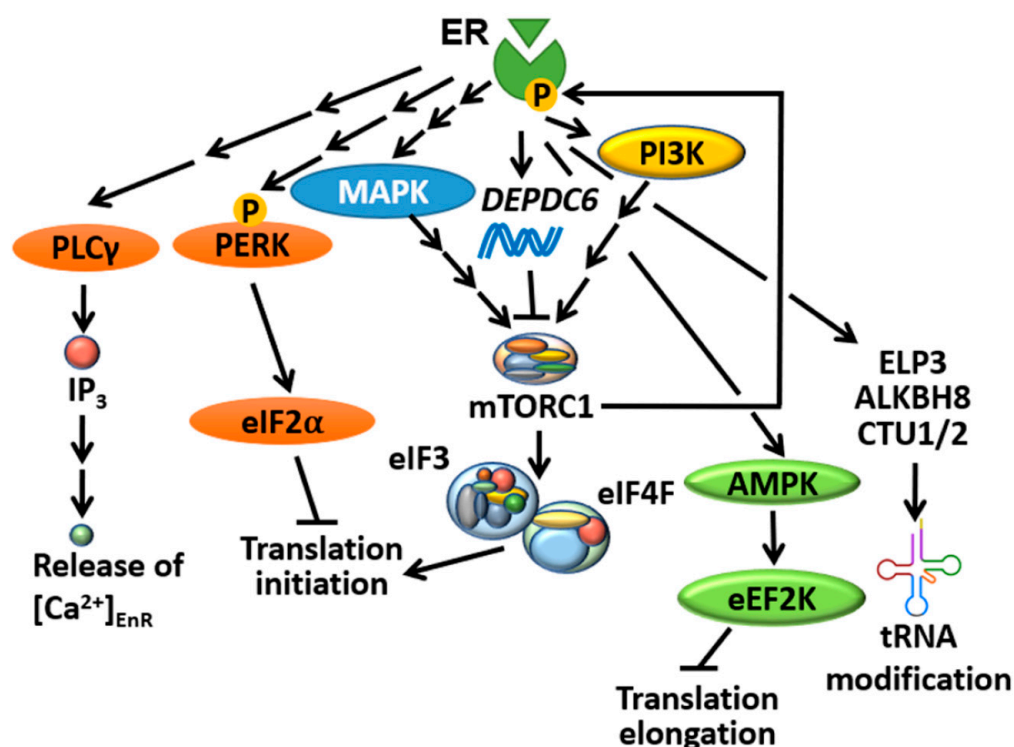 ER
P
PI3K
MAPK
DEPDC6
P
PLCγ
PERK
IP₃
eIF2α
mTORC1
ELP3
ALKBH8
CTU1/2
eIF3
eIF4F
AMPK
Translation
initiation
Release of
[Ca²⁺]EnR
eEF2K
tRNA
modification
Translation
elongation